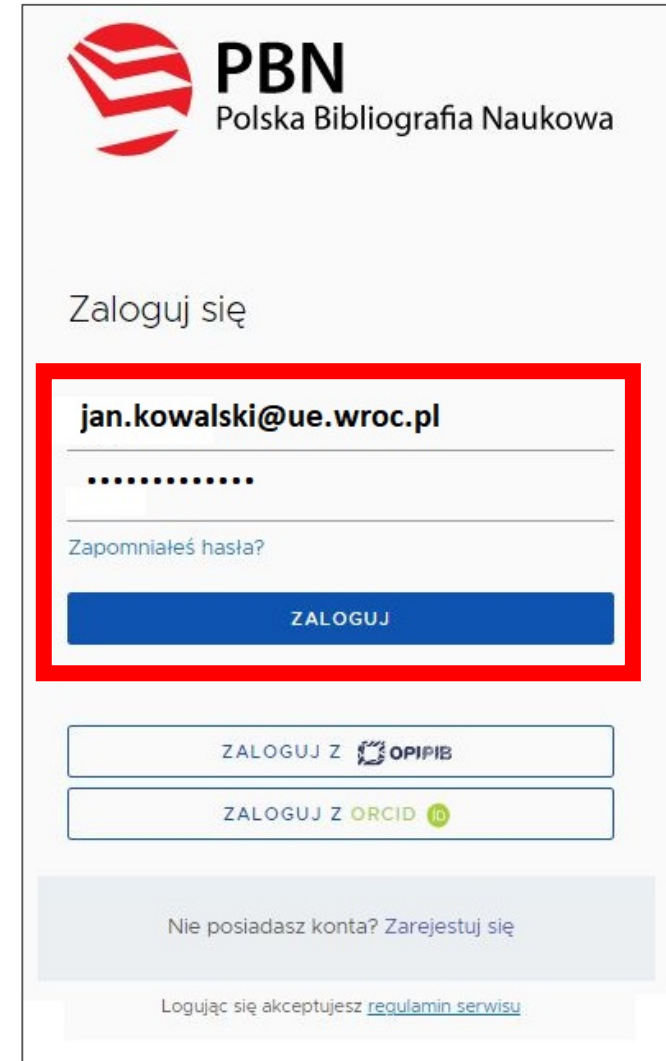 PBN
Polska Bibliografia Naukowa
Zaloguj się
jan.kowalski@ue.wroc.pl
•••••••••••••
Zapomniałeś hasła?
ZALOGUJ
ZALOGUJ Z OPIPIB
ZALOGUJ Z ORCID iD
Nie posiadasz konta? Zarejestuj się
Logując się akceptujesz regulamin serwisu